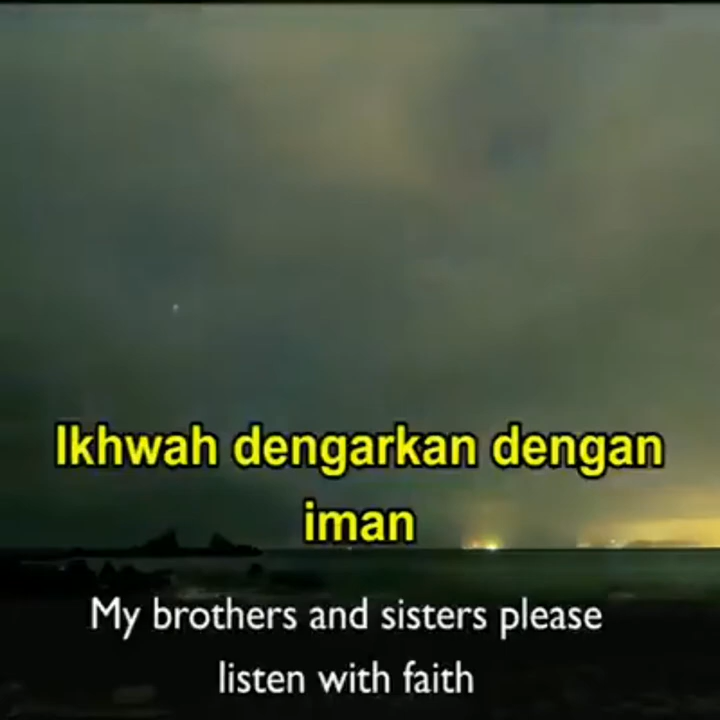 Ikhwah dengarkan dengan
iman
My brothers and sisters please
listen with faith